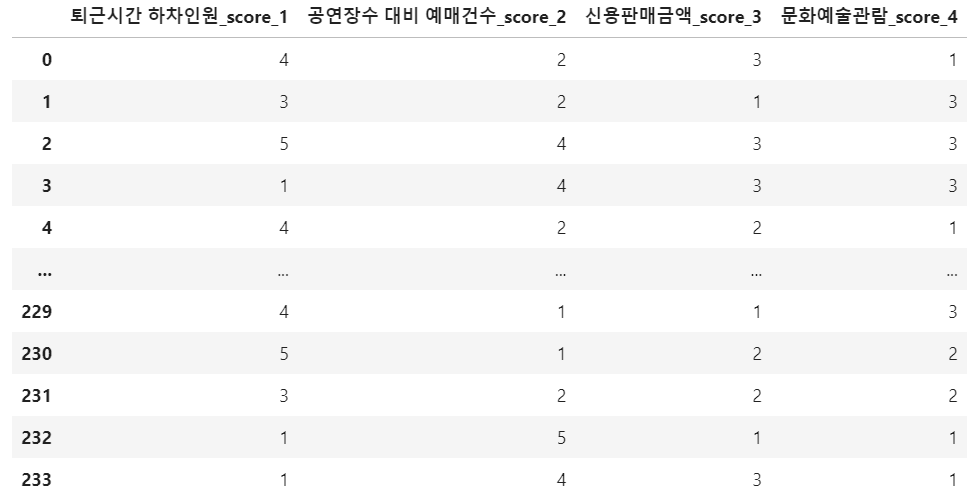 퇴근시간 하차인원_score_1 공연장수 대비 예매건수_score_2 신용판매금액_score_3 문화예술관람_score_4
0 4 2 3 1
1 3 2 1 3
2 5 4 3 3
3 1 4 3 3
4 4 2 2 1
... ... ... ... ...
229 4 1 1 3
230 5 1 2 2
231 3 2 2 2
232 1 5 1 1
233 1 4 3 1